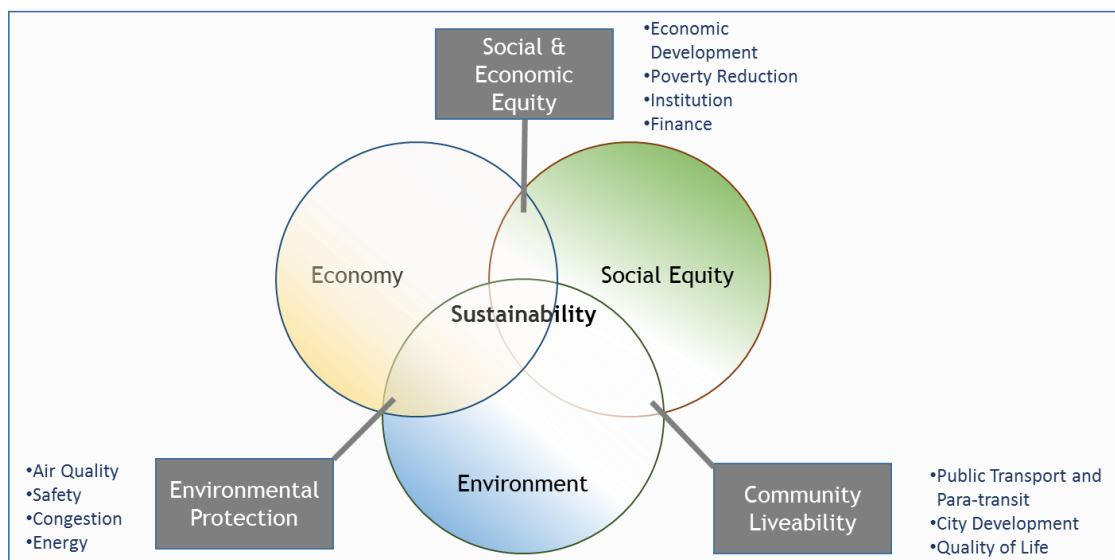 Social &
Economic
Equity
•Economic
Development
•Poverty Reduction
•Institution
•Finance
Economy
Social Equity
Sustainability
Environment
•Air Quality
•Safety
•Congestion
•Energy
Environmental
Protection
Community
Liveability
•Public Transport and
Para-transit
•City Development
•Quality of Life